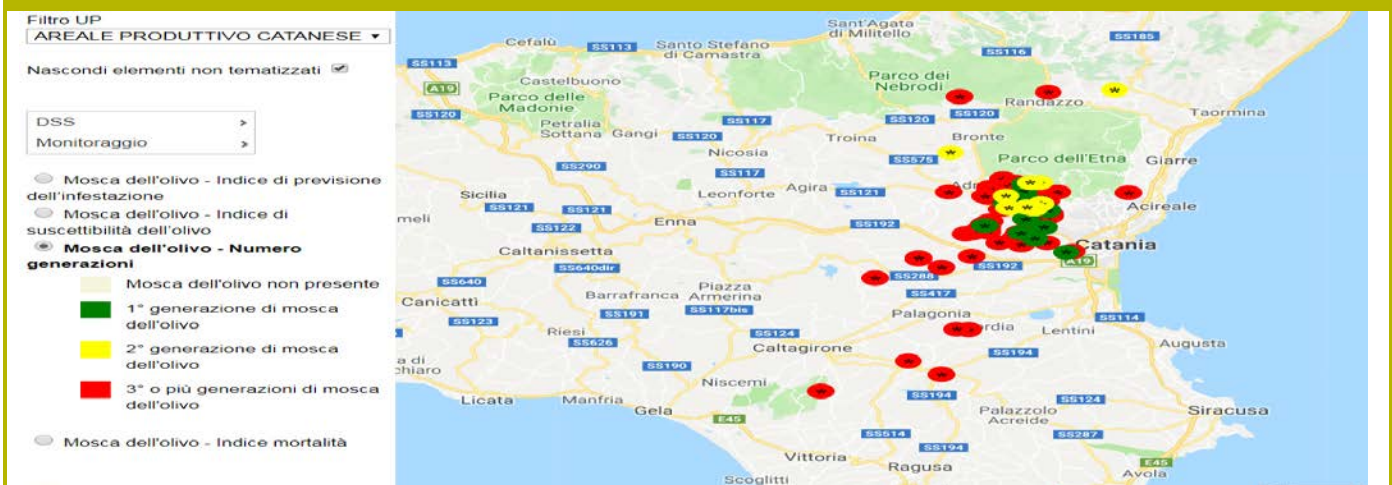 Filtro UP
AREALE PRODUTTIVO CATANESE
Nascondi elementi non tematizzati
DSS >
Monitoraggio >
Mosca dell'olivo - Indice di previsione
dell'infestazione
Mosca dell'olivo - Indice di
suscettibilità dell'olivo
Mosca dell'olivo - Numero
generazioni
Mosca dell'olivo non presente
1° generazione di mosca
dell'olivo
2° generazione di mosca
dell'olivo
3° o più generazioni di mosca
dell'olivo
Mosca dell'olivo - Indice mortalità
Sant'Agata
di Militello
SS185
Cefalù
SS113
Santo Stefano
di Camastra
SS116
SS113
Parco dei
Nebrodi
A19
Castelbuono
Parco delle
Madonie
Randazzo
Taormina
SS120
SS117
SS120
SS120
Petralia
Sottana
Gangi
SS120
Troina
Bronte
Nicosia
SS575
Parco dell'Etna
Giarre
SS290
SS117
Sicilia
Leonforte
Agira
SS121
Adr
Acireale
SS121
SS121
meli
SS122
Enna
SS192
Catania
Caltanissetta
A19
SS640dir
SS192
SS640
SS288
Piazza
Armerina
Barrafranca
SS417
Canicattì
SS191
SS117bis
Palagonia
SS114
SS123
Riesi
SS124
rdia
Lentini
SS626
Caltagirone
SS194
Augusta
a di
chiaro
SS190
Niscemi
SS194
Licata
Manfria
Gela
E45
SS124
Palazzolo
Acreide
Siracusa
SS514
SS287
SS194
Vittoria
Ragusa
E45
Avola
Scoglitti